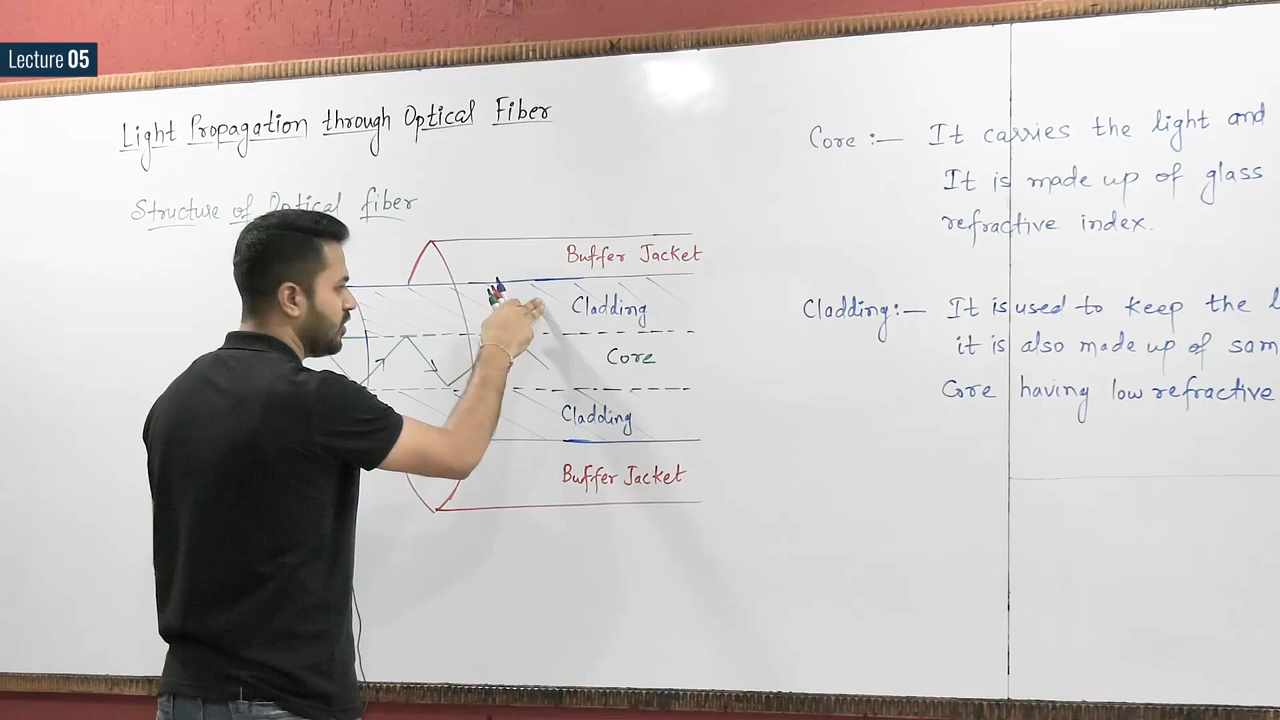 Lecture 05
Light Propagation through Optical Fiber
Structure of Optical fiber
Buffer Jacket
Cladding
Core
Cladding
Buffer Jacket
Core :— It carries the light and
It is made up of glass
refractive index.
Cladding:— It is used to keep the
it is also made up of sam
Core having low refractive